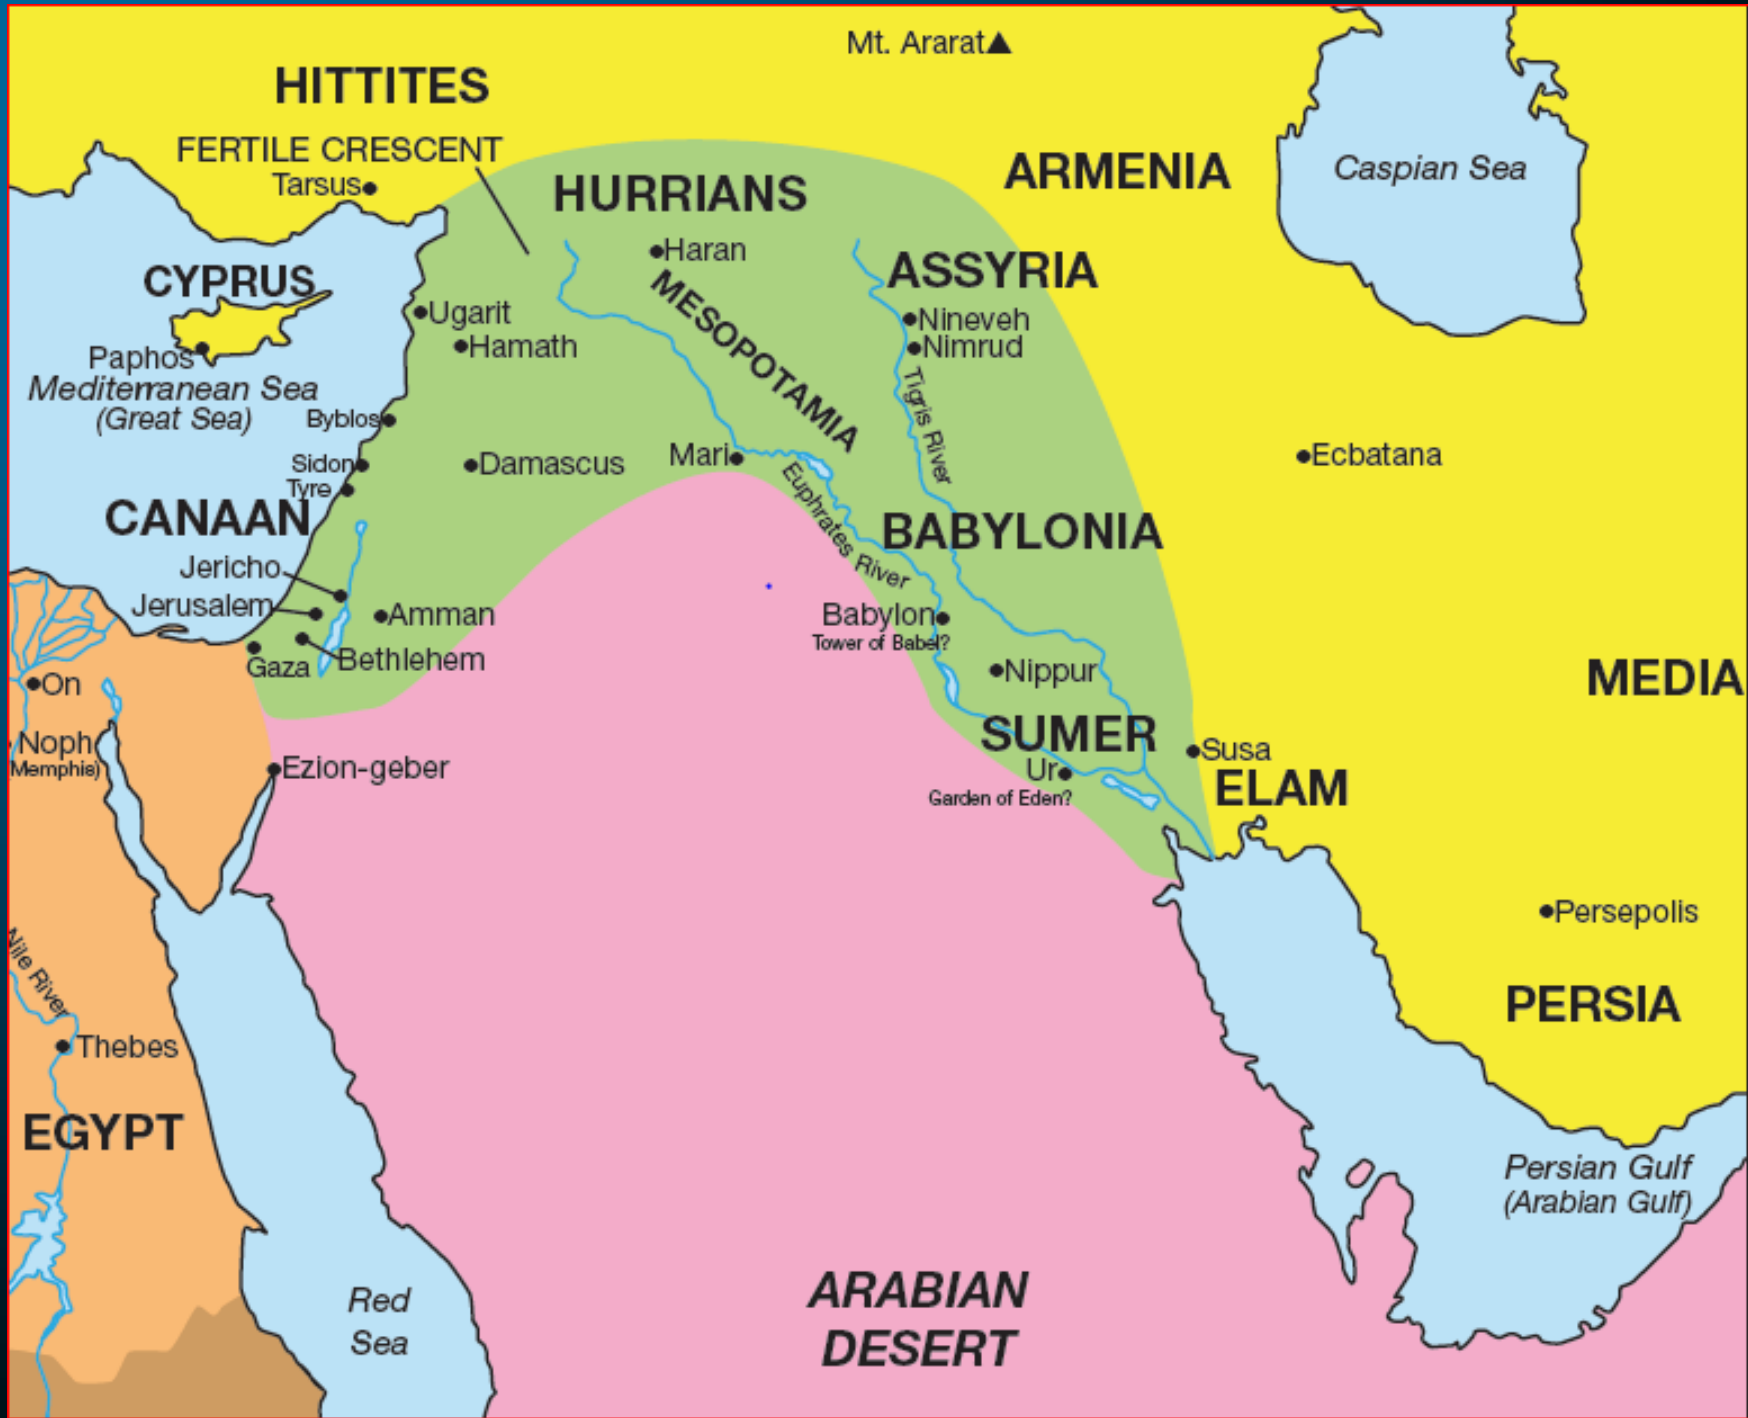 Mt. Ararat
HITTITES
FERTILE CRESCENT
Tarsus
HURRIANS
ARMENIA
Caspian Sea
Haran
ASSYRIA
CYPRUS
MESOPOTAMIA
Ugarit
Nineveh
Hamath
Nimrud
Paphos
Mediterranean Sea
(Great Sea)
Tigris River
Byblos
Sidon
Damascus
Mari
Ecbatana
Tyre
Euphrates River
CANAAN
BABYLONIA
Jericho
Jerusalem
Amman
Babylon
Tower of Babel?
Gaza
Bethlehem
Nippur
On
MEDIA
SUMER
Noph
(Memphis)
Susa
Ezion-geber
Ur
ELAM
Garden of Eden?
Persepolis
Nile River
PERSIA
Thebes
EGYPT
Persian Gulf
(Arabian Gulf)
Red
Sea
ARABIAN
DESERT